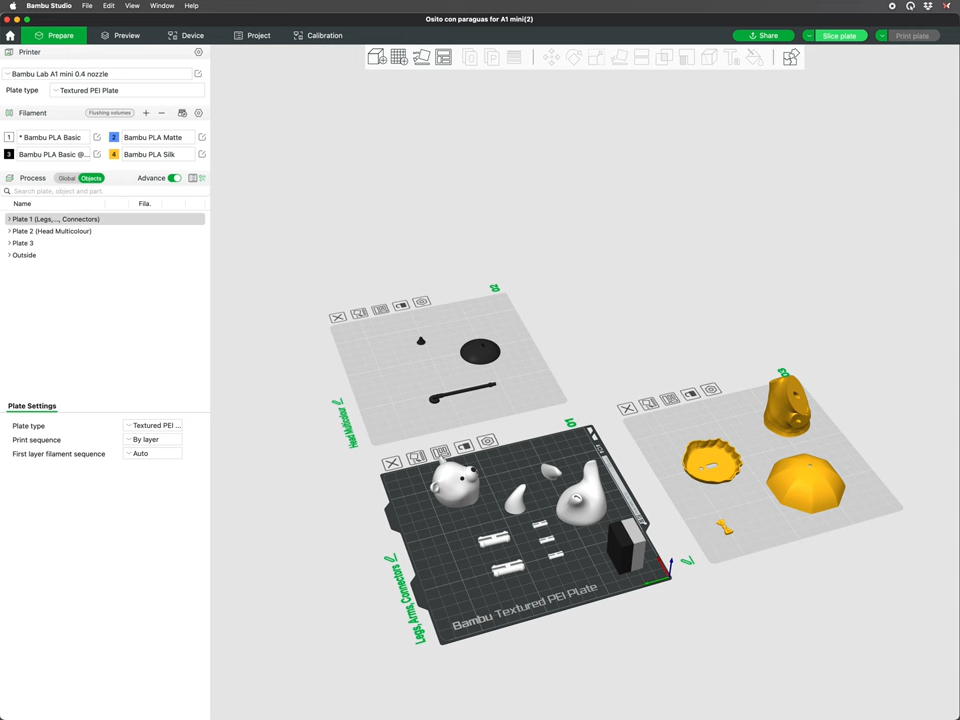 Bambu Studio File Edit View Window Help
Osito con paraguas for A1 mini(2)
Prepare Preview Device Project Calibration Share Slice plate Print plate
Printer
Bambu Lab A1 mini 0.4 nozzle
Plate type Textured PEI Plate
Filament Flushing volumes
1 * Bambu PLA Basic 2 Bambu PLA Matte
3 Bambu PLA Basic @... 4 Bambu PLA Silk
Process Global Objects Advance
Search plate, object and part.
Name Fila.
Plate 1 (Legs,..., Connectors)
Plate 2 (Head Multicolour)
Plate 3
Outside
02
Head Multicolour
03
01
Legs, Arms, Connectors
Bambu Textured PEI Plate
Plate Settings
Plate type Textured PEI ...
Print sequence By layer
First layer filament sequence Auto